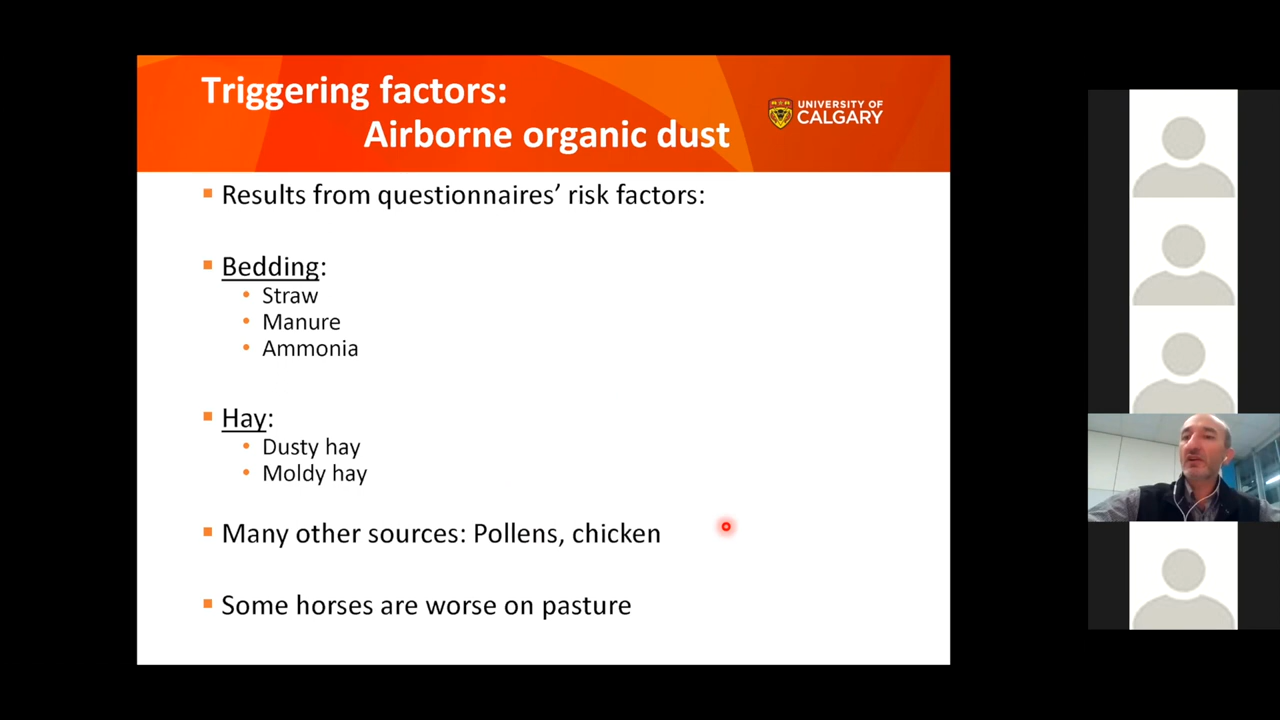 Triggering factors:
Airborne organic dust
UNIVERSITY OF
CALGARY
Results from questionnaires’ risk factors:
Bedding:
Straw
Manure
Ammonia
Hay:
Dusty hay
Moldy hay
Many other sources: Pollens, chicken
Some horses are worse on pasture